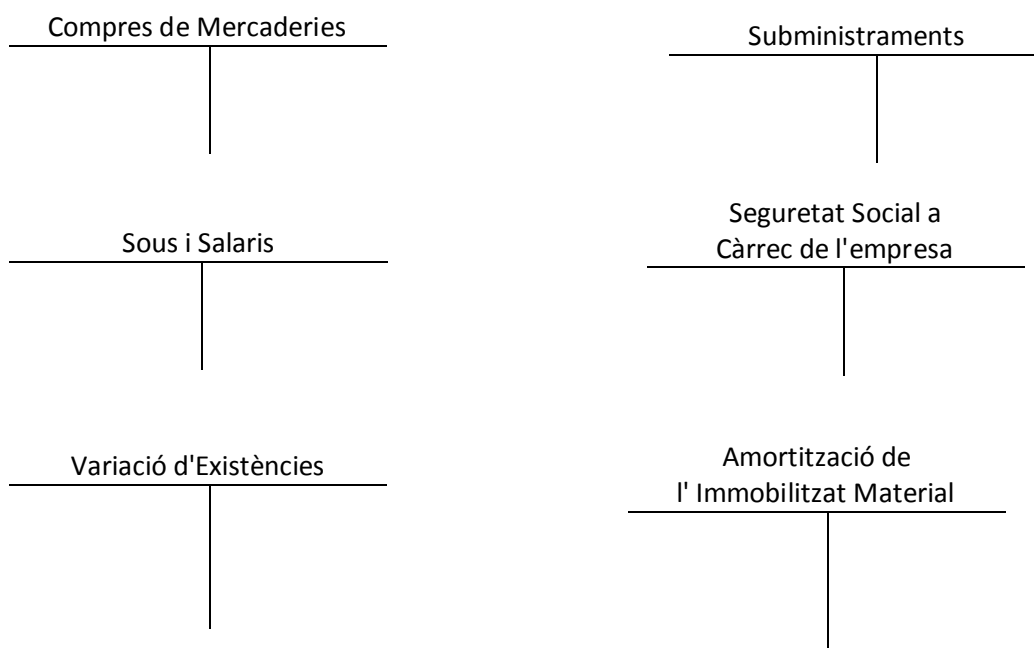 Compres de Mercaderies
Subministraments
Sous i Salaris
Seguretat Social a
Càrrec de l'empresa
Variació d'Existències
Amortització de
l' Immobilitzat Material